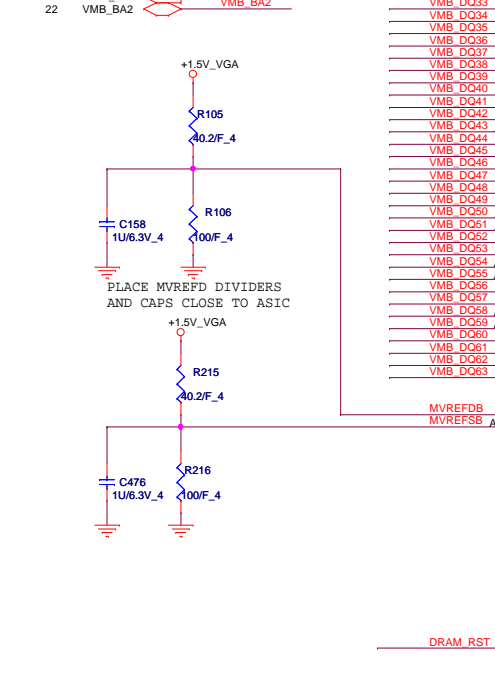 VMB_BA2
22 VMB_BA2
+1.5V_VGA
R105
40.2/F_4
R106
100/F_4
C158
1U/6.3V_4
PLACE MVREFD DIVIDERS
AND CAPS CLOSE TO ASIC
+1.5V_VGA
R215
40.2/F_4
C476
1U/6.3V_4
R216
100/F_4
VMB_DQ33
VMB_DQ34
VMB_DQ35
VMB_DQ36
VMB_DQ37
VMB_DQ38
VMB_DQ39
VMB_DQ40
VMB_DQ41
VMB_DQ42
VMB_DQ43
VMB_DQ44
VMB_DQ45
VMB_DQ46
VMB_DQ47
VMB_DQ48
VMB_DQ49
VMB_DQ50
VMB_DQ51
VMB_DQ52
VMB_DQ53
VMB_DQ54
VMB_DQ55
VMB_DQ56
VMB_DQ57
VMB_DQ58
VMB_DQ59
VMB_DQ60
VMB_DQ61
VMB_DQ62
VMB_DQ63
MVREFDB
MVREFSB
DRAM_RST